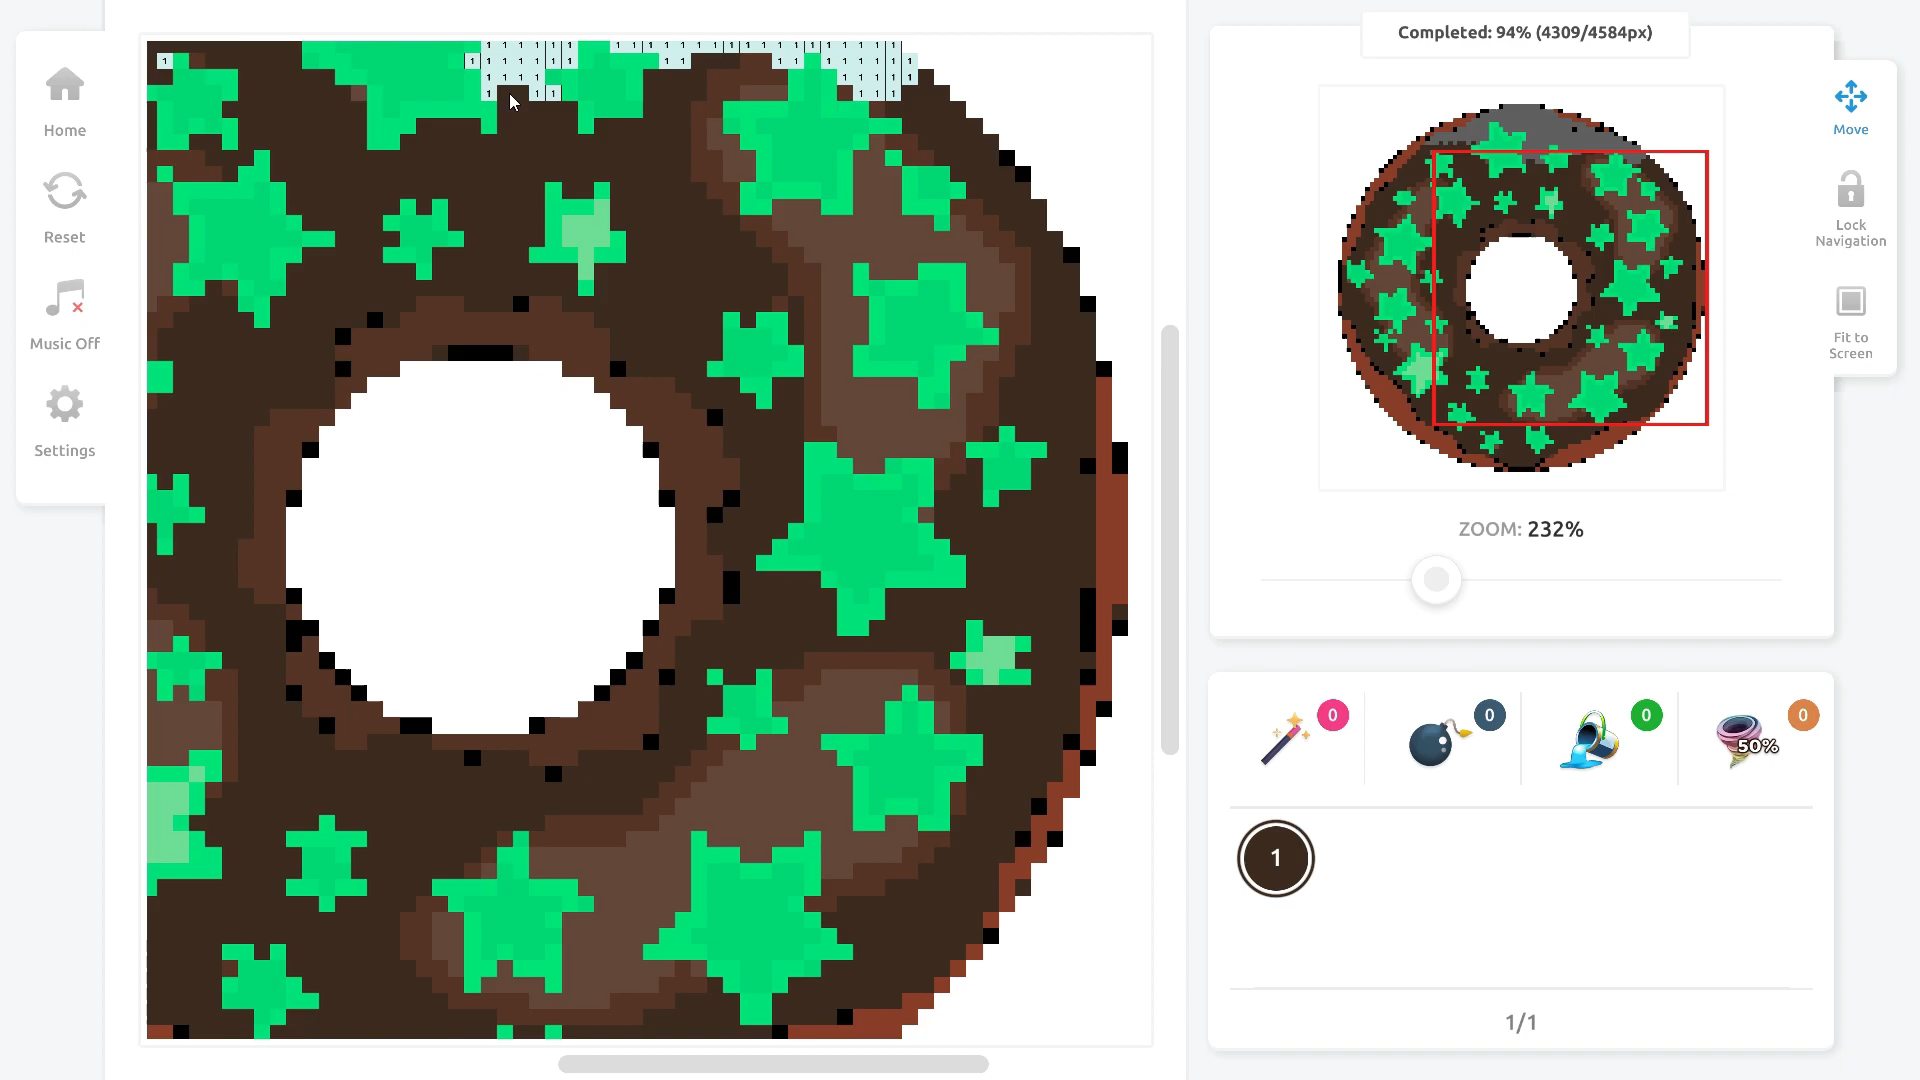 Completed: 94% (4309/4584px)
Home
Reset
Music Off
Settings
Move
Lock
Navigation
Fit to
Screen
ZOOM: 232%
0
0
0
0
50%
1
1/1